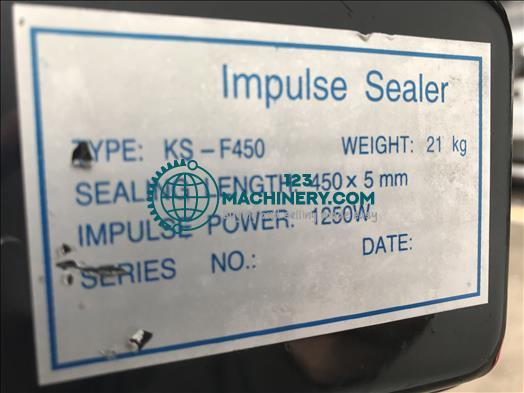 Impulse Sealer
TYPE: KS-F450 WEIGHT: 21 kg
SEALING LENGTH: 450 x 5 mm
IMPULSE POWER: 1250W
SERIES NO.: DATE:
123
MACHINERY.COM